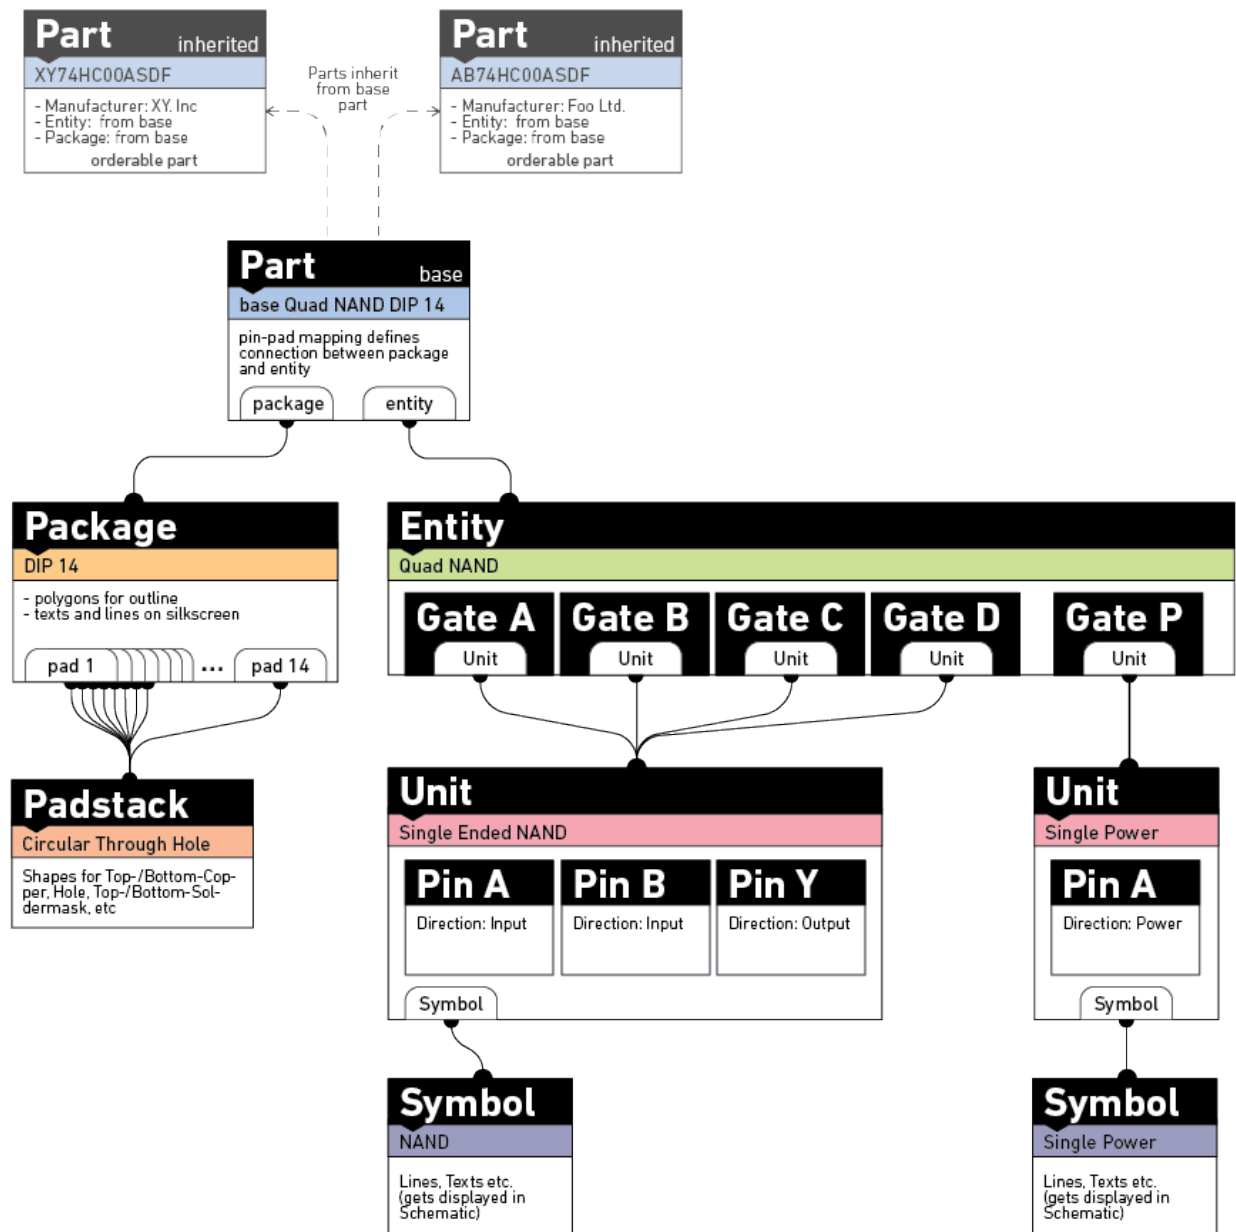 Part
inherited
XY74HC00ASDF
- Manufacturer: XY. Inc
- Entity: from base
- Package: from base
orderable part
Parts inherit
from base
part
Part
inherited
AB74HC00ASDF
- Manufacturer: Foo Ltd.
- Entity: from base
- Package: from base
orderable part
Part
base
base Quad NAND DIP 14
pin-pad mapping defines
connection between package
and entity
package
entity
Package
DIP 14
- polygons for outline
- texts and lines on silkscreen
pad 1
...
pad 14
Entity
Quad NAND
Gate A
Unit
Gate B
Unit
Gate C
Unit
Gate D
Unit
Gate P
Unit
Padstack
Circular Through Hole
Shapes for Top-/Bottom-Cop-
per, Hole, Top-/Bottom-Sol-
dermask, etc
Unit
Single Ended NAND
Pin A
Direction: Input
Pin B
Direction: Input
Pin Y
Direction: Output
Symbol
Unit
Single Power
Pin A
Direction: Power
Symbol
Symbol
NAND
Lines, Texts etc.
(gets displayed in
Schematic)
Symbol
Single Power
Lines, Texts etc.
(gets displayed in
Schematic)